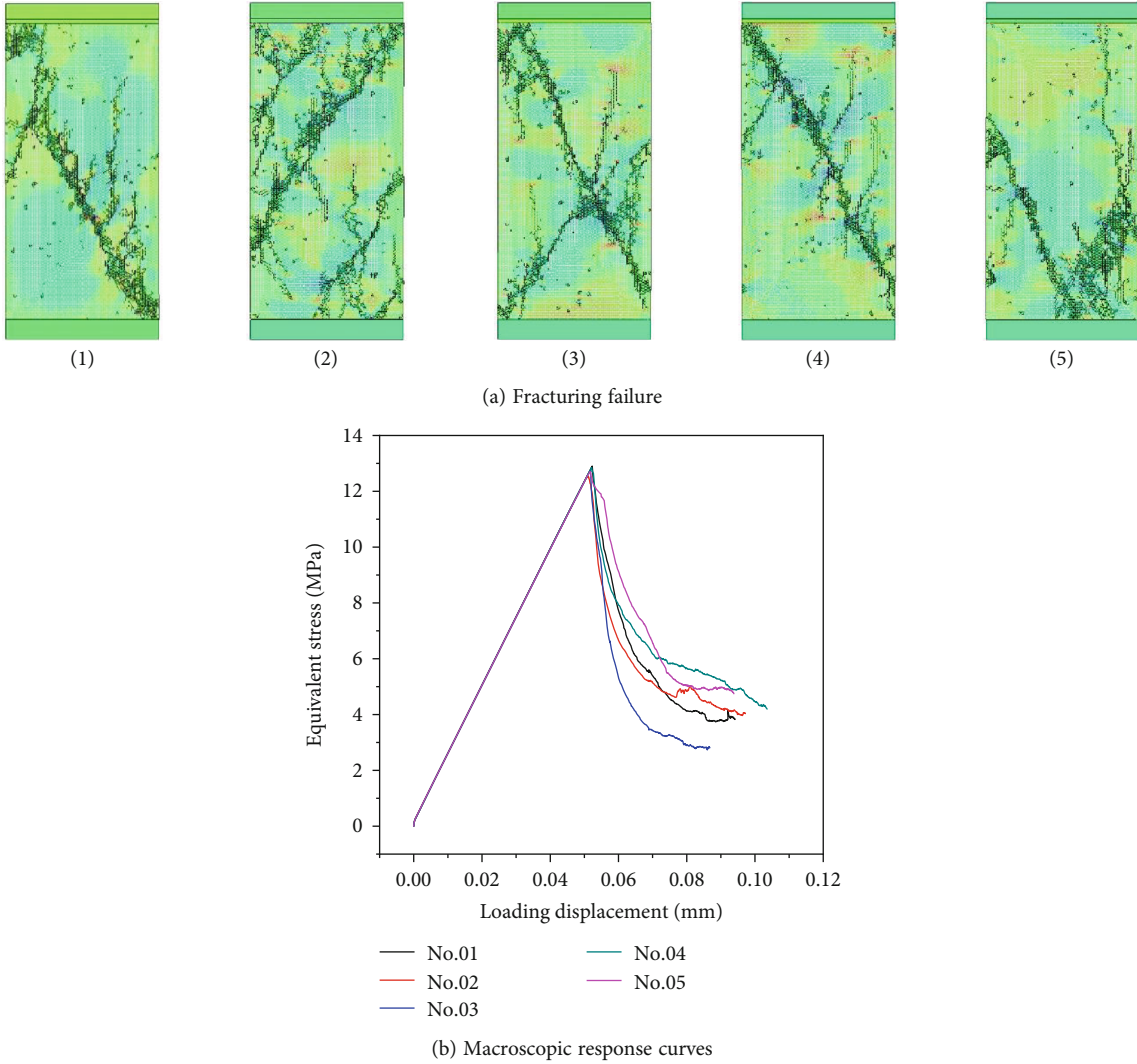 (1) (2) (3) (4) (5)
(a) Fracturing failure
14
12
10
8
6
4
2
0
Equivalent stress (MPa)
0.00 0.02 0.04 0.06 0.08 0.10 0.12
Loading displacement (mm)
No.01 No.04
No.02 No.05
No.03
(b) Macroscopic response curves